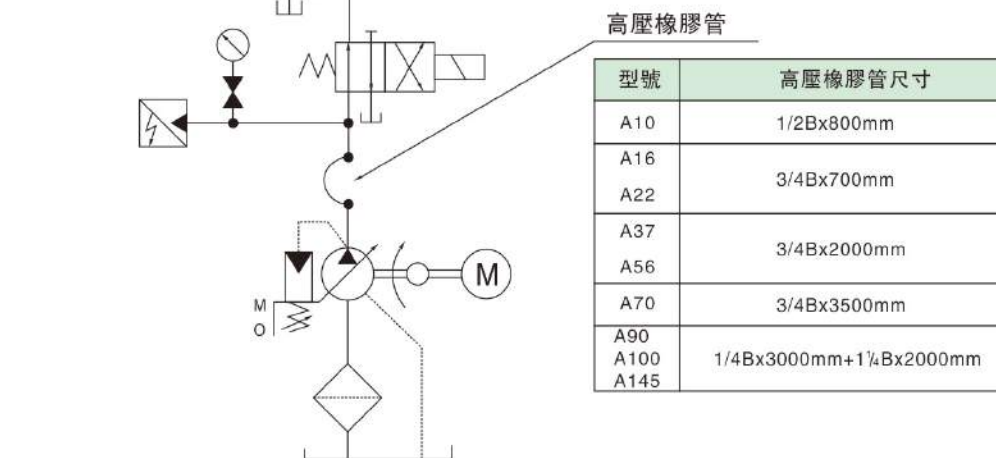 高壓橡膠管
型號 高壓橡膠管尺寸
A10 1/2Bx800mm
A16
A22
3/4Bx700mm
A37
A56
3/4Bx2000mm
A70 3/4Bx3500mm
A90
A100
A145
1/4Bx3000mm+1¼Bx2000mm
M
M
O